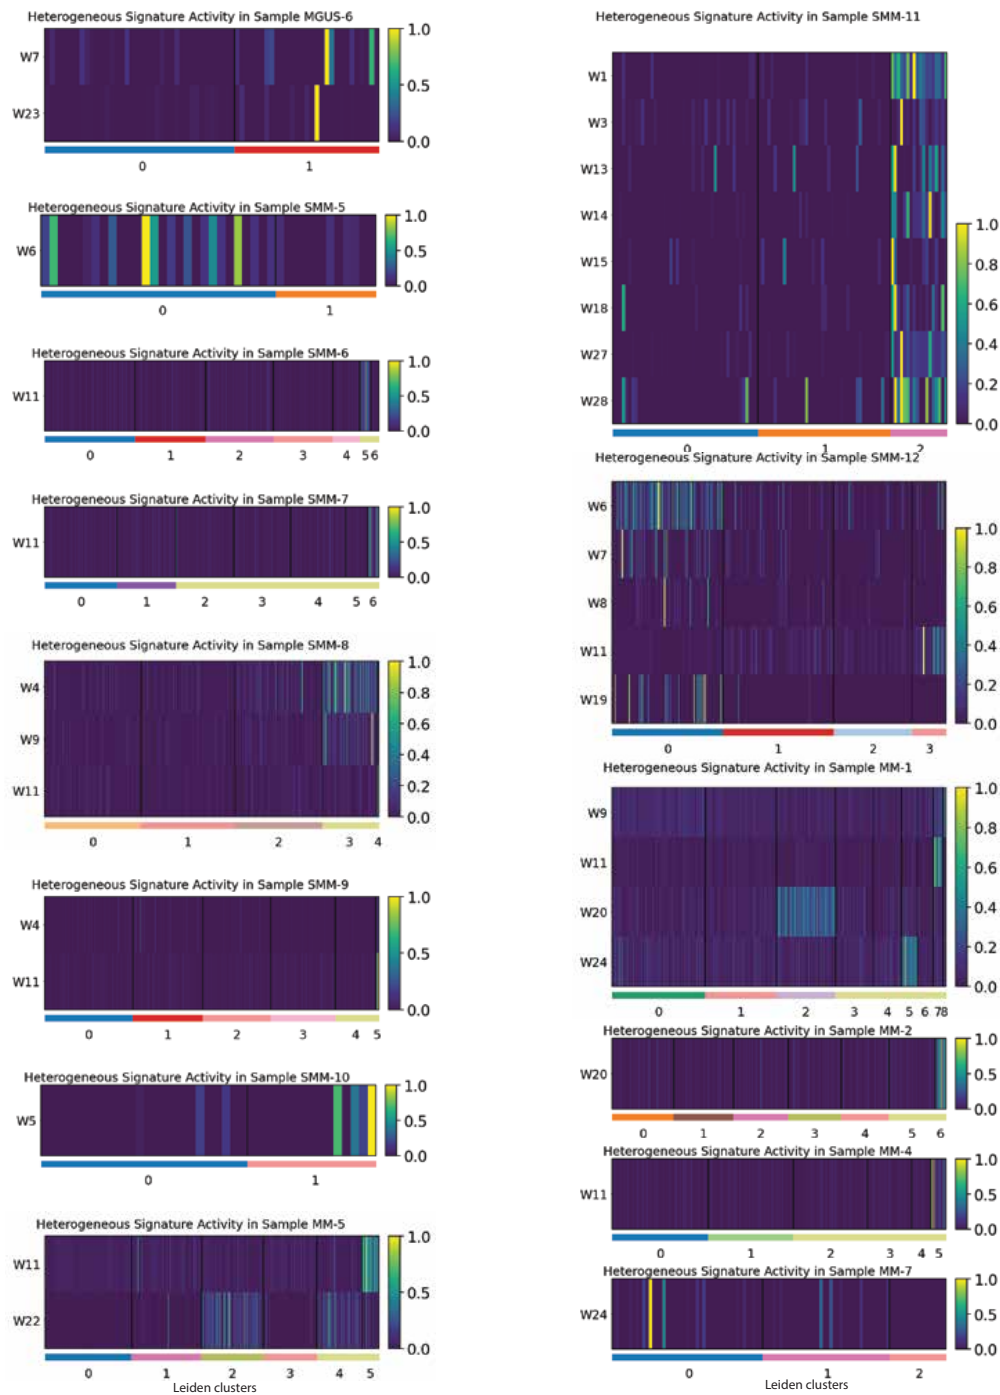 Heterogeneous Signature Activity in Sample MGUS-6
W7
W23
1.0
0.5
0.0
0 1
Heterogeneous Signature Activity in Sample SMM-5
W6
1.0
0.5
0.0
0 1
Heterogeneous Signature Activity in Sample SMM-6
W11
1.0
0.5
0.0
0 1 2 3 4 5 6
Heterogeneous Signature Activity in Sample SMM-7
W11
1.0
0.5
0.0
0 1 2 3 4 5 6
Heterogeneous Signature Activity in Sample SMM-8
W4
W9
W11
1.0
0.8
0.6
0.4
0.2
0.0
0 1 2 3 4
Heterogeneous Signature Activity in Sample SMM-9
W4
W11
1.0
0.5
0.0
0 1 2 3 4 5
Heterogeneous Signature Activity in Sample SMM-10
W5
1.0
0.5
0.0
0 1
Heterogeneous Signature Activity in Sample MM-5
W11
W22
1.0
0.5
0.0
0 1 2 3 4 5
Leiden clusters
Heterogeneous Signature Activity in Sample SMM-11
W1
W3
W13
W14
W15
W18
W27
W28
1.0
0.8
0.6
0.4
0.2
0.0
0 1 2
Heterogeneous Signature Activity in Sample SMM-12
W6
W7
W8
W11
W19
1.0
0.8
0.6
0.4
0.2
0.0
0 1 2 3
Heterogeneous Signature Activity in Sample MM-1
W9
W11
W20
W24
1.0
0.8
0.6
0.4
0.2
0.0
0 1 2 3 4 5 6 7 8
Heterogeneous Signature Activity in Sample MM-2
W20
1.0
0.5
0.0
0 1 2 3 4 5 6
Heterogeneous Signature Activity in Sample MM-4
W11
1.0
0.5
0.0
0 1 2 3 4 5
Heterogeneous Signature Activity in Sample MM-7
W24
1.0
0.5
0.0
0 1 2
Leiden clusters